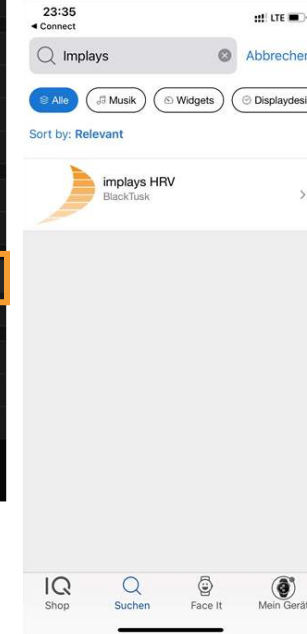 23:35
LTE
◄ Connect
Implays
Abbrechen
Alle
Musik
Widgets
Displaydesi
Sort by: Relevant
implays HRV
BlackTusk
IQ
Shop
Suchen
Face It
Mein Gerät